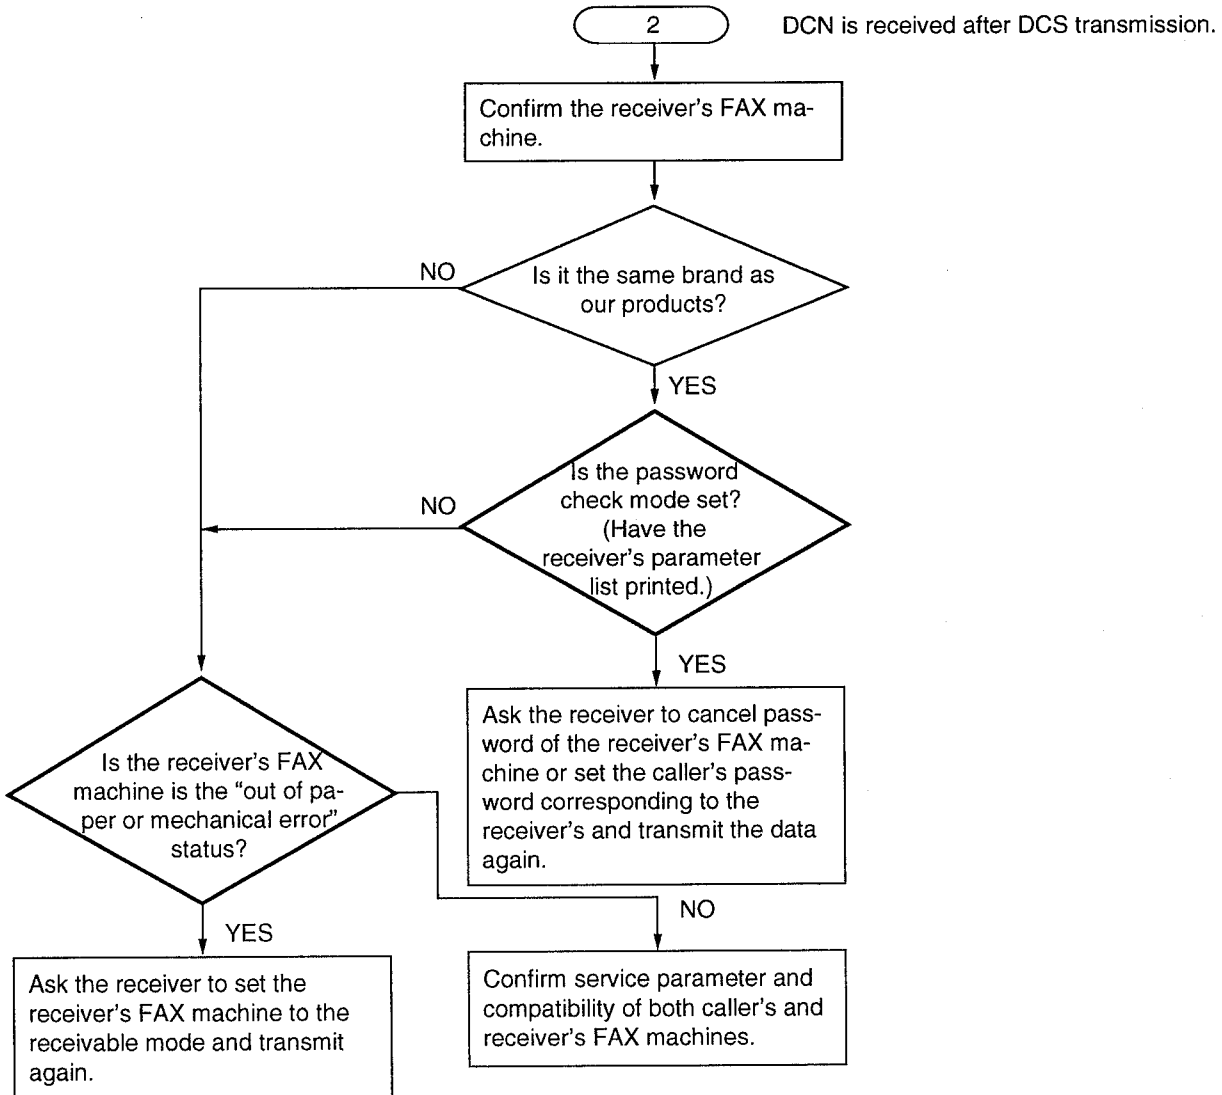 2
DCN is received after DCS transmission.
Confirm the receiver's FAX ma-
chine.
NO
Is it the same brand as
our products?
YES
NO
Is the password
check mode set?
(Have the
receiver's parameter
list printed.)
YES
Ask the receiver to cancel pass-
word of the receiver's FAX ma-
chine or set the caller's pass-
word corresponding to the
receiver's and transmit the data
again.
Is the receiver's FAX
machine is the “out of pa-
per or mechanical error”
status?
NO
YES
Ask the receiver to set the
receiver's FAX machine to the
receivable mode and transmit
again.
Confirm service parameter and
compatibility of both caller's and
receiver's FAX machines.